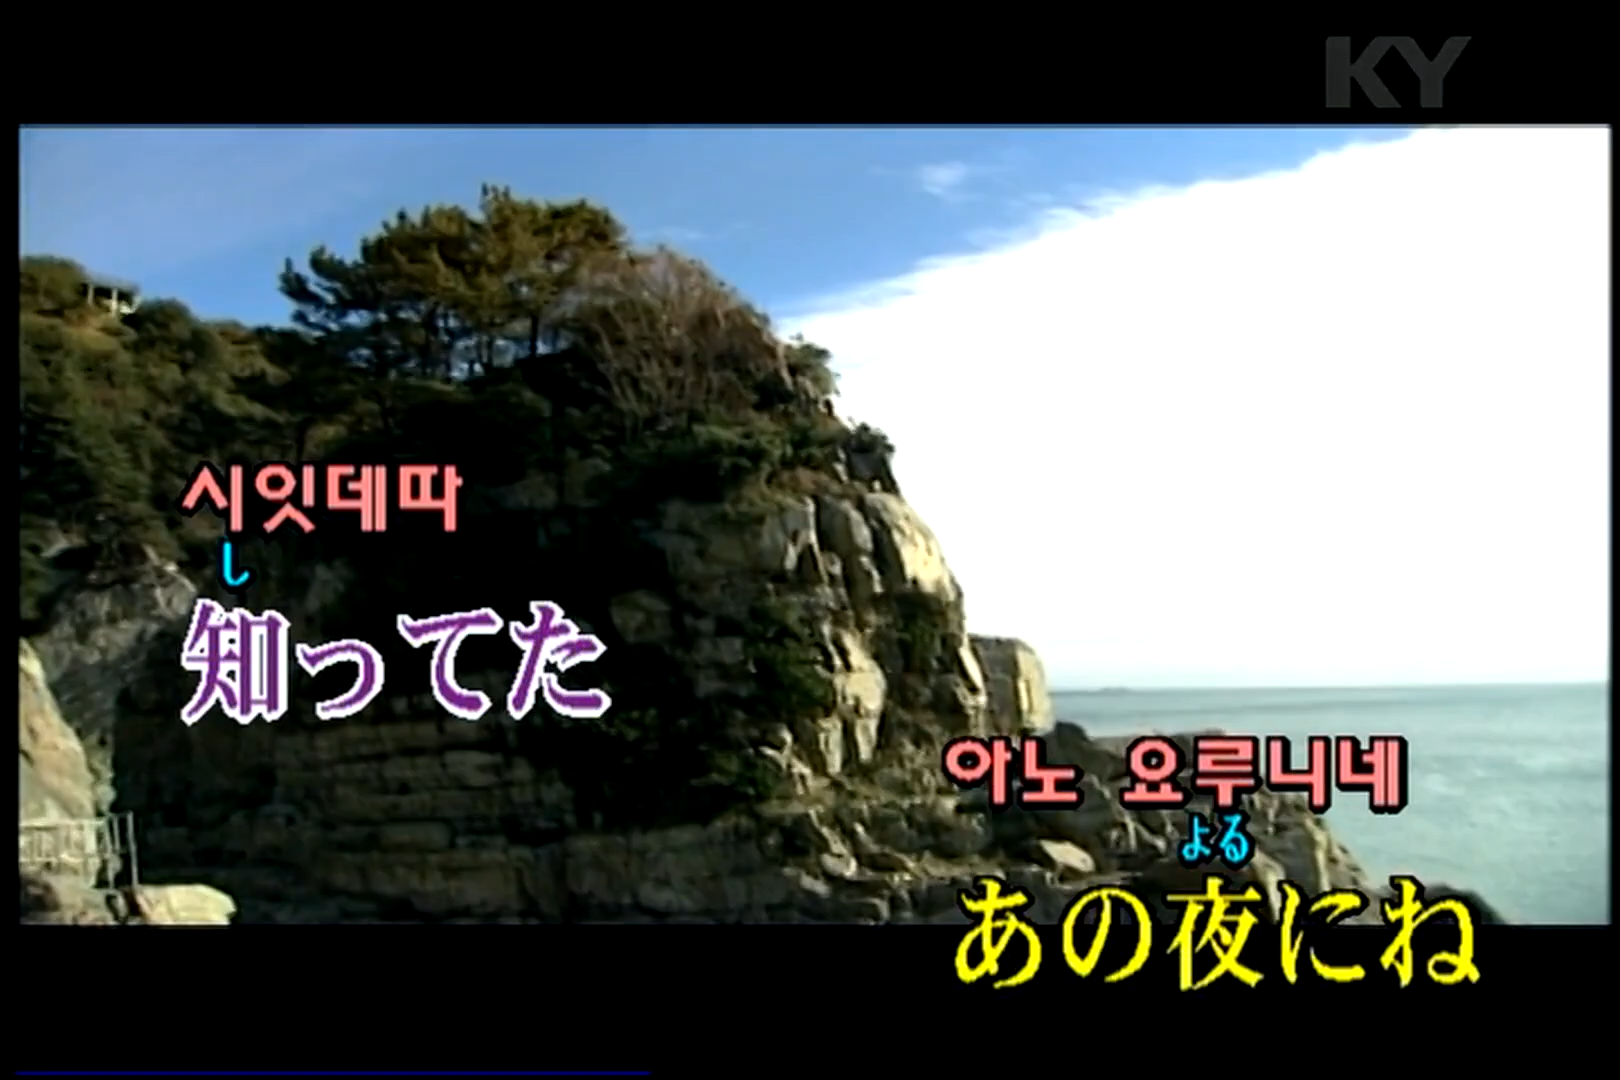 KY
시잇데따
し
知ってた
아노 요루니네
よる
あの夜にね